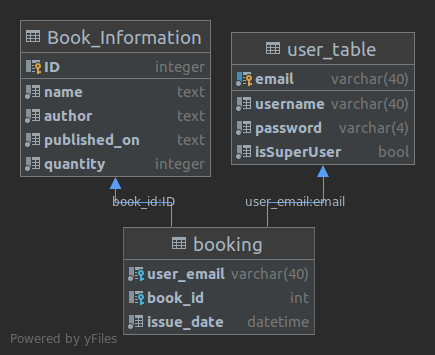 Book_Information
ID integer
name text
author text
published_on text
quantity integer
user_table
email varchar(40)
username varchar(40)
password varchar(4)
isSuperUser bool
book_id:ID
user_email:email
booking
user_email varchar(40)
book_id int
issue_date datetime
Powered by yFiles